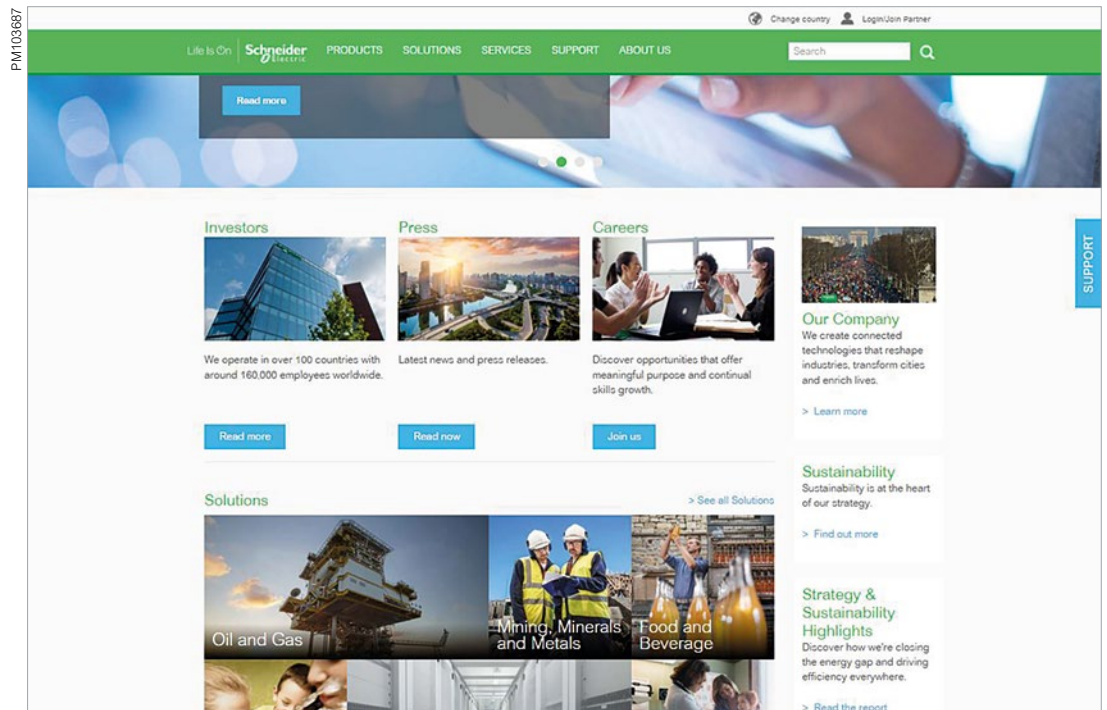 PM103687
Change country
Login/Join Partner
Life Is On
Schneider
Electric
PRODUCTS
SOLUTIONS
SERVICES
SUPPORT
ABOUT US
Search
Read more
SUPPORT
Investors
We operate in over 100 countries with
around 160,000 employees worldwide.
Read more
Press
Latest news and press releases.
Read now
Careers
Discover opportunities that offer
meaningful purpose and continual
skills growth.
Join us
Our Company
We create connected
technologies that reshape
industries, transform cities
and enrich lives.
> Learn more
Sustainability
Sustainability is at the heart
of our strategy.
> Find out more
Strategy &
Sustainability
Highlights
Discover how we're closing
the energy gap and driving
efficiency everywhere.
> Read the report
Solutions
> See all Solutions
Oil and Gas
Mining, Minerals
and Metals
Food and
Beverage